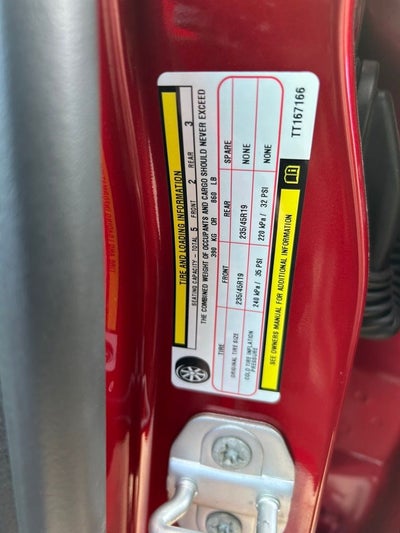 TIRE AND LOADING INFORMATION
SEATING CAPACITY - TOTAL 5 FRONT 2 REAR 3
THE COMBINED WEIGHT OF OCCUPANTS AND CARGO SHOULD NEVER EXCEED
390 KG OR 860 LB
TIRE FRONT REAR SPARE
ORIGINAL TIRE SIZE 235/45R19 235/45R19 NONE
COLD TIRE INFLATION PRESSURE 240 kPa / 35 PSI 220 kPa / 32 PSI NONE
SEE OWNERS MANUAL FOR ADDITIONAL INFORMATION
TT167166